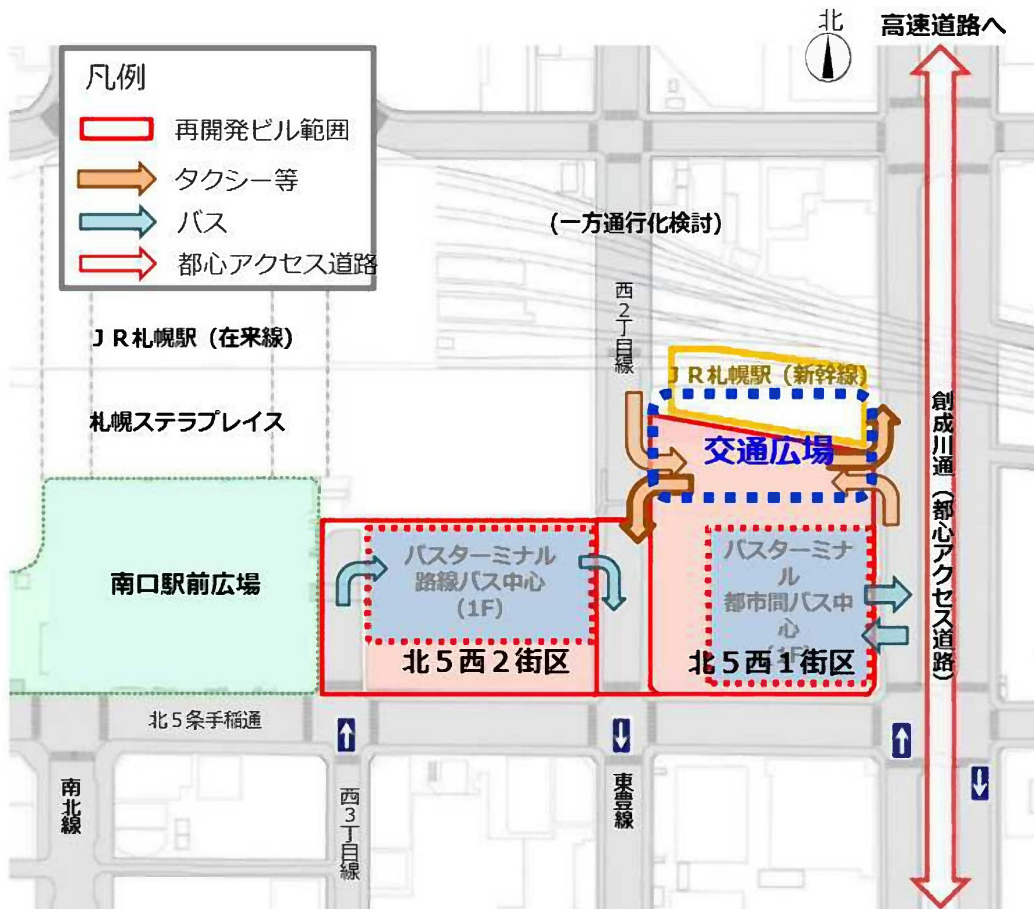 北
高速道路へ
凡例
再開発ビル範囲
タクシー等
バス
都心アクセス道路
(一方通行化検討)
西2丁目線
JR札幌駅(在来線)
JR札幌駅(新幹線)
札幌ステラプレイス
交通広場
創成川通(都心アクセス道路)
南口駅前広場
バスターミナル
路線バス中心
(1F)
バスターミナ
ル
都市間バス中
心
(1F)
北5西2街区
北5西1街区
北5条手稲通
南北線
西3丁目線
東豊線